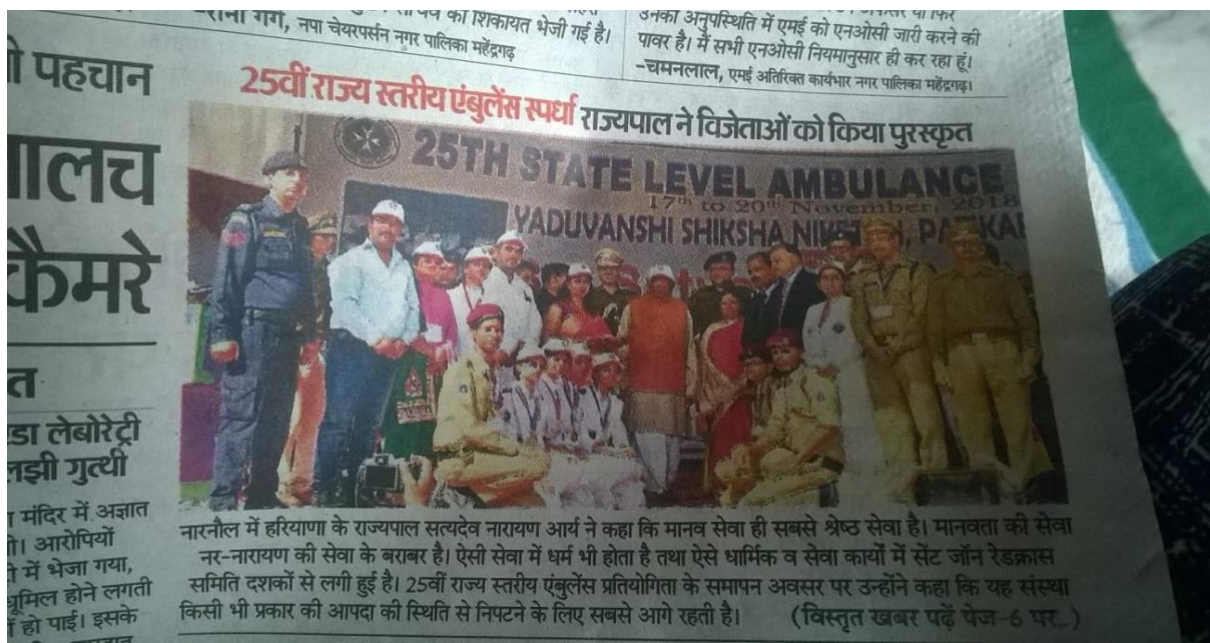 गर्ग, नपा चेयरपर्सन नगर पालिका महेंद्रगढ़
की शिकायत भेजी गई है।
उनकी अनुपस्थिति में एमई को एनओसी जारी करने की
पावर है। मैं सभी एनओसी नियमानुसार ही कर रहा हूं।
-चमनलाल, एमई अतिरिक्त कार्यभार नगर पालिका महेंद्रगढ़।
पहचान
कैमरे
त
लेबोरेट्री
गुत्थी
मंदिर में अज्ञात
आरोपियों
में भेजा गया,
होने लगती
हो पाई। इसके
25वीं राज्य स्तरीय एंबुलेंस स्पर्धा राज्यपाल ने विजेताओं को किया पुरस्कृत
25TH STATE LEVEL AMBULANCE
17th to 20th November, 2018
YADUVANSHI SHIKSHA
नारनौल में हरियाणा के राज्यपाल सत्यदेव नारायण आर्य ने कहा कि मानव सेवा ही सबसे श्रेष्ठ सेवा है। मानवता की सेवा
नर-नारायण की सेवा के बराबर है। ऐसी सेवा में धर्म भी होता है तथा ऐसे धार्मिक व सेवा कार्यों में सेंट जॉन रेडक्रास
समिति दशकों से लगी हुई है। 25वीं राज्य स्तरीय एंबुलेंस प्रतियोगिता के समापन अवसर पर उन्होंने कहा कि यह संस्था
किसी भी प्रकार की आपदा की स्थिति से निपटने के लिए सबसे आगे रहती है। (विस्तृत खबर पढ़ें पेज-6 पर..)